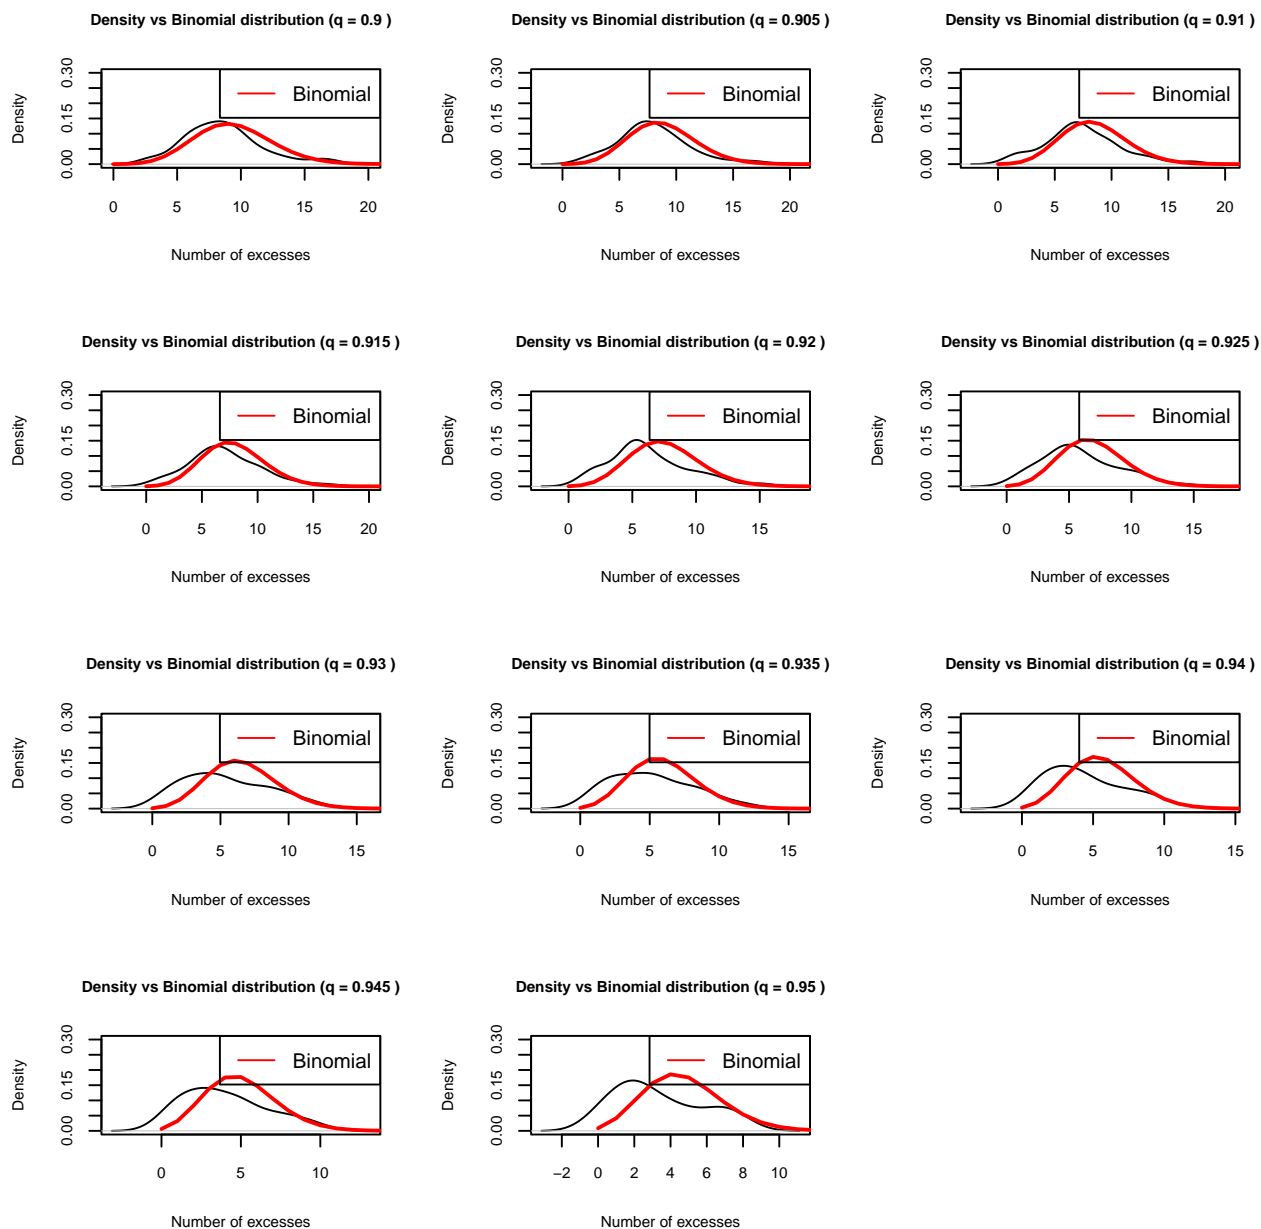 Density vs Binomial distribution (q = 0.9 )
Density
0.00 0.15 0.30
Binomial
0 5 10 15 20
Number of excesses
Density vs Binomial distribution (q = 0.905 )
Density
0.00 0.15 0.30
Binomial
0 5 10 15 20
Number of excesses
Density vs Binomial distribution (q = 0.91 )
Density
0.00 0.15 0.30
Binomial
0 5 10 15 20
Number of excesses
Density vs Binomial distribution (q = 0.915 )
Density
0.00 0.15 0.30
Binomial
0 5 10 15 20
Number of excesses
Density vs Binomial distribution (q = 0.92 )
Density
0.00 0.15 0.30
Binomial
0 5 10 15
Number of excesses
Density vs Binomial distribution (q = 0.925 )
Density
0.00 0.15 0.30
Binomial
0 5 10 15
Number of excesses
Density vs Binomial distribution (q = 0.93 )
Density
0.00 0.15 0.30
Binomial
0 5 10 15
Number of excesses
Density vs Binomial distribution (q = 0.935 )
Density
0.00 0.15 0.30
Binomial
0 5 10 15
Number of excesses
Density vs Binomial distribution (q = 0.94 )
Density
0.00 0.15 0.30
Binomial
0 5 10 15
Number of excesses
Density vs Binomial distribution (q = 0.945 )
Density
0.00 0.15 0.30
Binomial
0 5 10
Number of excesses
Density vs Binomial distribution (q = 0.95 )
Density
0.00 0.15 0.30
Binomial
−2 0 2 4 6 8 10
Number of excesses